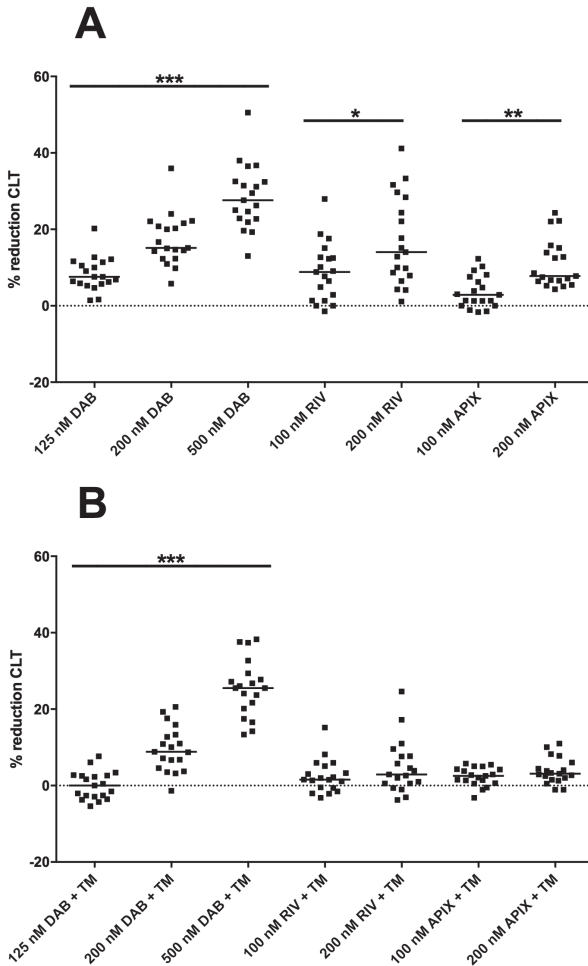 A
% reduction CLT
60
40
20
0
-20
***
*
**
125 nM DAB
200 nM DAB
500 nM DAB
100 nM RIV
200 nM RIV
100 nM APIX
200 nM APIX
B
% reduction CLT
60
40
20
0
-20
***
125 nM DAB + TM
200 nM DAB + TM
500 nM DAB + TM
100 nM RIV + TM
200 nM RIV + TM
100 nM APIX + TM
200 nM APIX + TM